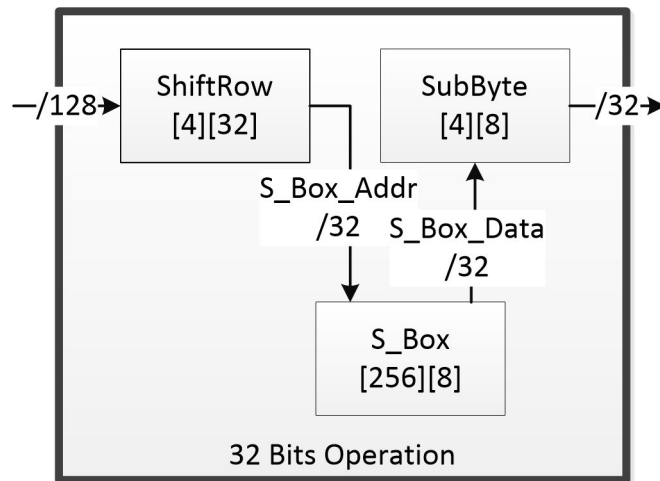 ShiftRow
[4][32]
SubByte
[4][8]
/128
/32
S_Box_Addr
/32
S_Box_Data
/32
S_Box
[256][8]
32 Bits Operation